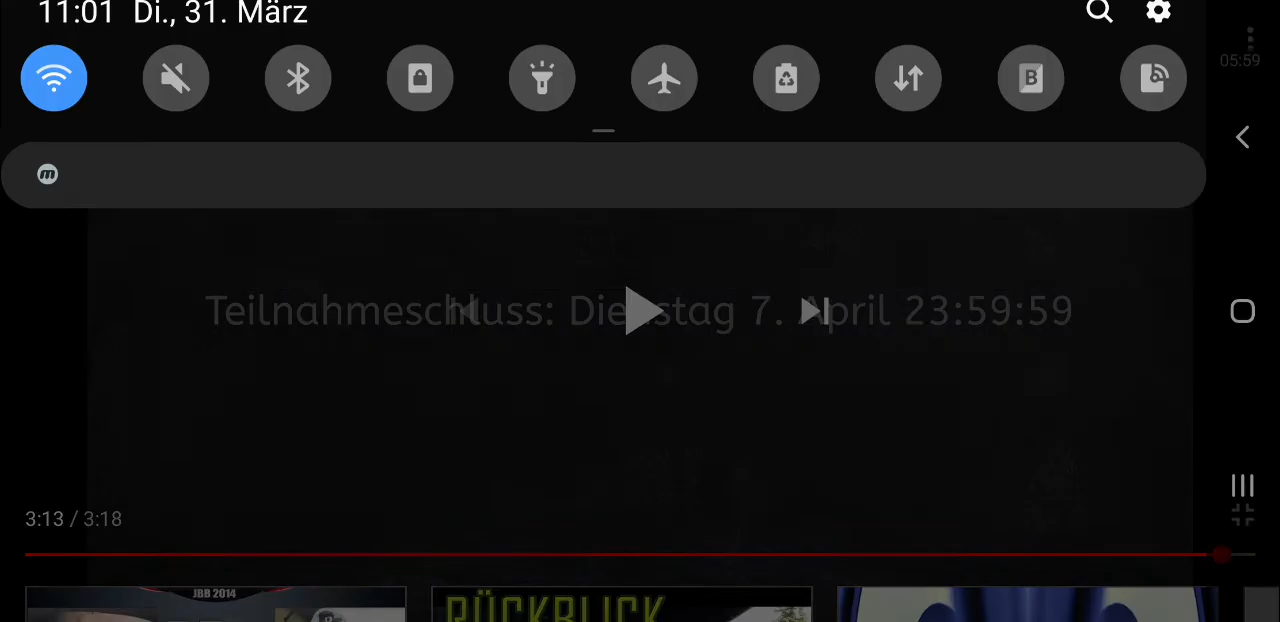 11:01 Di., 31. März
05:59
B
m
Teilnahmeschluss: Dienstag 7. April 23:59:59
3:13 / 3:18
JBB 2014
RÜCKBLICK